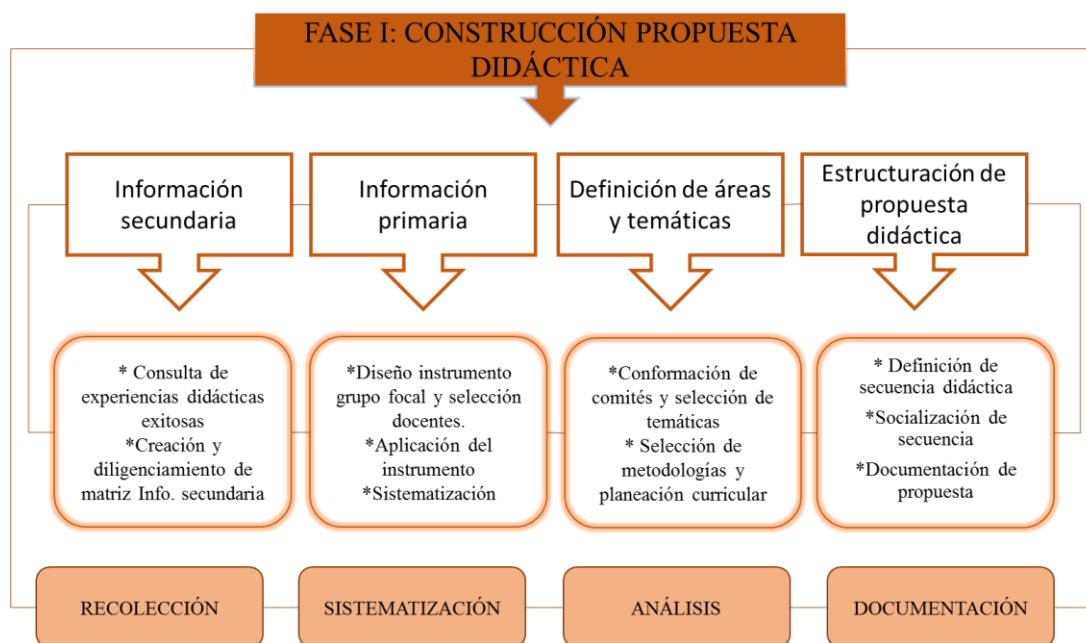 FASE I: CONSTRUCCIÓN PROPUESTA
DIDÁCTICA
Información
secundaria
Información
primaria
Definición de áreas
y temáticas
Estructuración de
propuesta
didáctica
* Consulta de
experiencias didácticas
exitosas
*Creación y
diligenciamiento de
matriz Info. secundaria
*Diseño instrumento
grupo focal y selección
docentes.
*Aplicación del
instrumento
*Sistematización
*Conformación de
comités y selección de
temáticas
* Selección de
metodologías y
planeación curricular
* Definición de
secuencia didáctica
*Socialización de
secuencia
*Documentación de
propuesta
RECOLECCIÓN
SISTEMATIZACIÓN
ANÁLISIS
DOCUMENTACIÓN